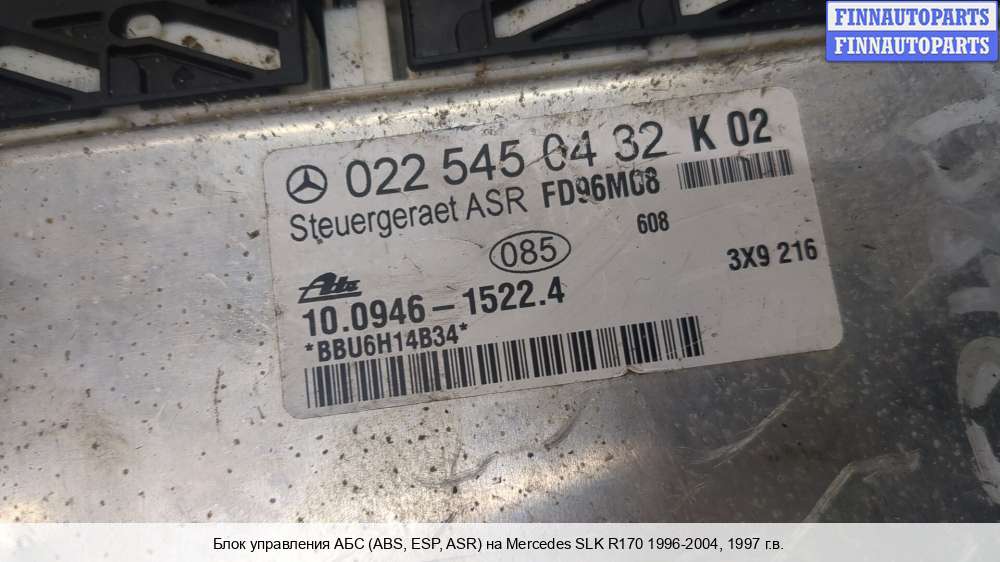 FINNAUTOPARTS
FINNAUTOPARTS
022 545 04 32 K 02
Steuergeraet ASR FD96M08
608
085
3X9 216
Ate
10.0946-1522.4
*BBU6H14B34*
Блок управления АБС (ABS, ESP, ASR) на Mercedes SLK R170 1996-2004, 1997 г.в.